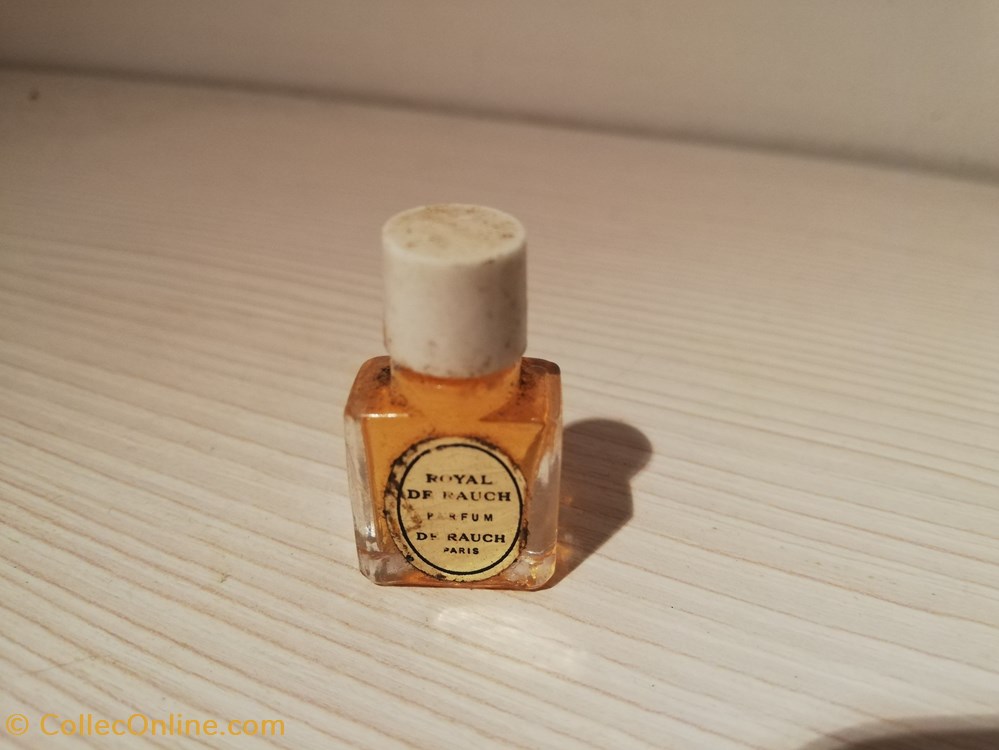 ROYAL
DE RAUCH
PARFUM
DE RAUCH
PARIS
© CollecOnline.com